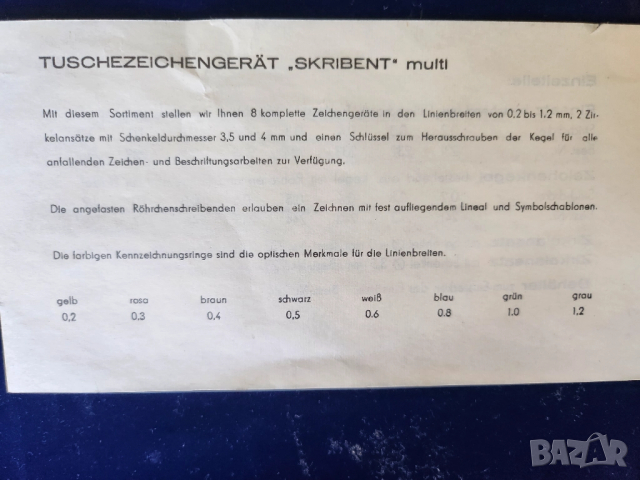 TUSCHEZEICHENGERÄT „SKRIBENT" multi
Mit diesem Sortiment stellen wir Ihnen 8 komplette Zeichengeräte in den Linienbreiten von 0,2 bis 1.2 mm, 2 Zir-
kelansätze mit Schenkeldurchmesser 3,5 und 4 mm und einen Schlüssel zum Herausschrauben der Kegel für alle
anfallenden Zeichen- und Beschriftungsarbeiten zur Verfügung.
Die angefasten Röhrchenschreibenden erlauben ein Zeichnen mit fest aufliegendem Lineal und Symbolschablonen.
Die farbigen Kennzeichnungsringe sind die optischen Merkmale für die Linienbreiten.
gelb rosa braun schwarz weiß blau grün grau
0,2 0.3 0.4 0,5 0.6 0.8 1.0 1.2
Einzelteile
BAZAR